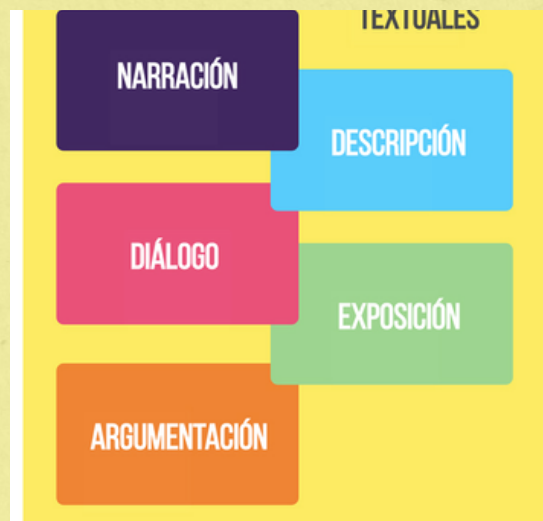 TEXTUALES
NARRACIÓN
DESCRIPCIÓN
DIÁLOGO
EXPOSICIÓN
ARGUMENTACIÓN